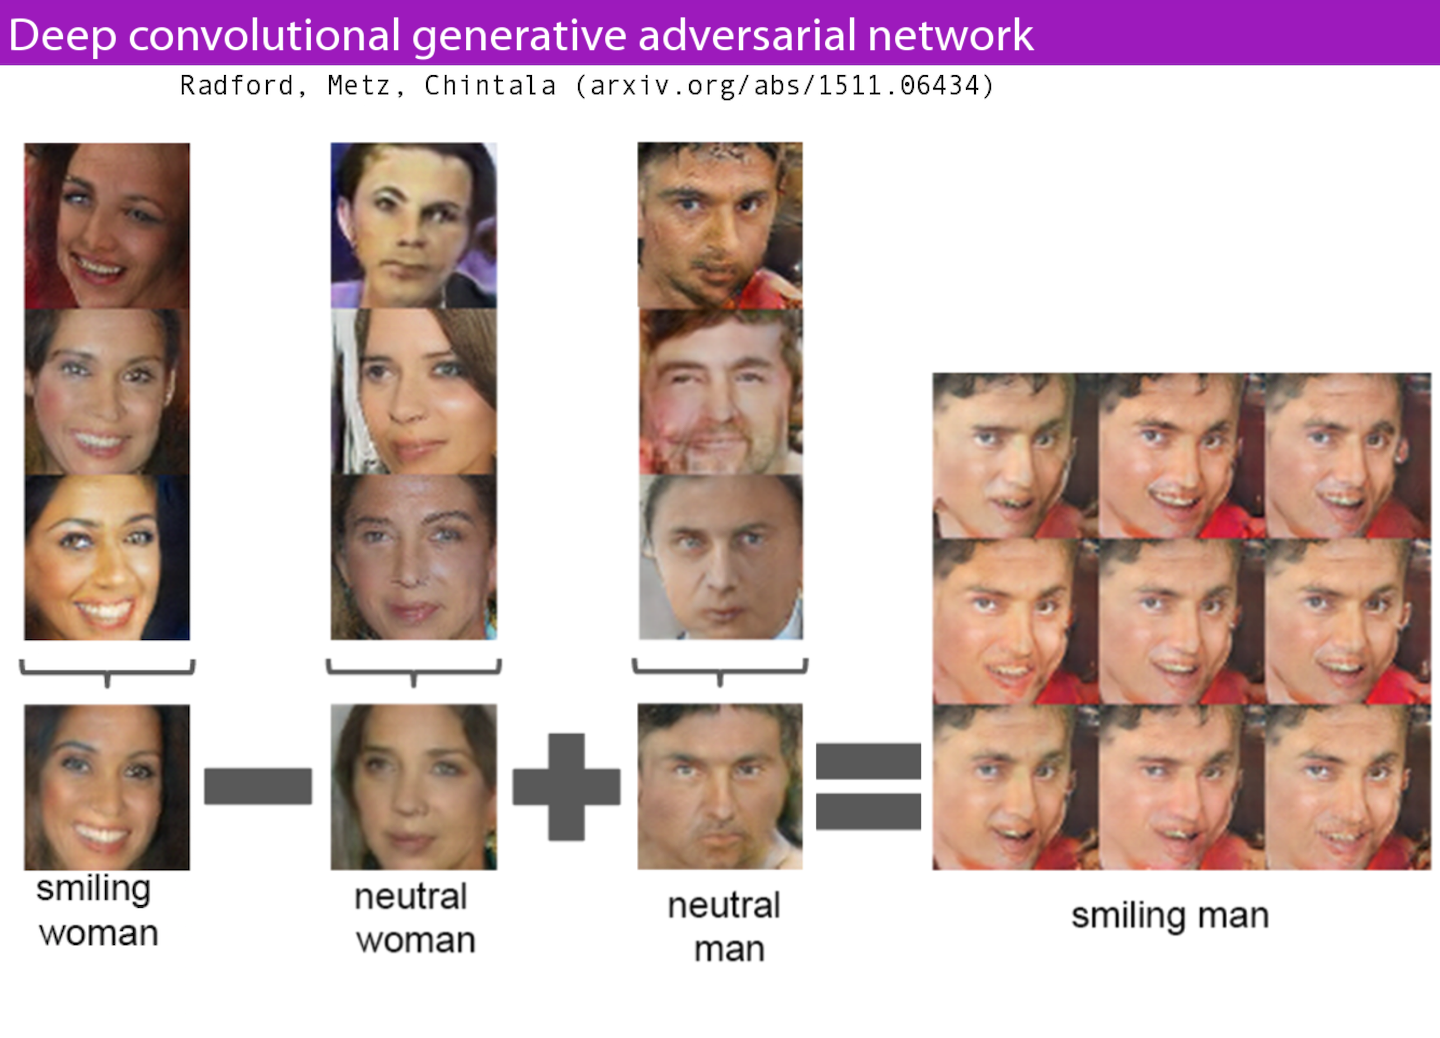 Deep convolutional generative adversarial network
Radford, Metz, Chintala (arxiv.org/abs/1511.06434)
smiling
woman
neutral
woman
neutral
man
smiling man